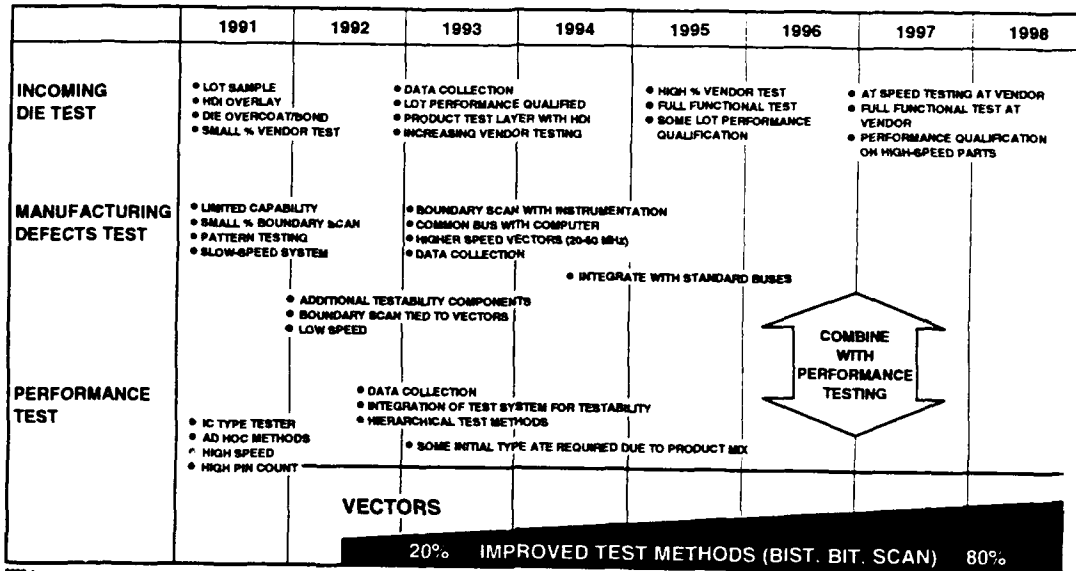 1991 1992 1993 1994 1995 1996 1997 1998
INCOMING
DIE TEST
• LOT SAMPLE
• HDI OVERLAY
• DIE OVERCOAT/BOND
• SMALL % VENDOR TEST
• DATA COLLECTION
• LOT PERFORMANCE QUALIFIED
• PRODUCT TEST LAYER WITH HDI
• INCREASING VENDOR TESTING
• HIGH % VENDOR TEST
• FULL FUNCTIONAL TEST
• SOME LOT PERFORMANCE
QUALIFICATION
• AT SPEED TESTING AT VENDOR
• FULL FUNCTIONAL TEST AT
VENDOR
• PERFORMANCE QUALIFICATION
ON HIGH-SPEED PARTS
MANUFACTURING
DEFECTS TEST
• LIMITED CAPABILITY
• SMALL % BOUNDARY SCAN
• PATTERN TESTING
• SLOW-SPEED SYSTEM
• BOUNDARY SCAN WITH INSTRUMENTATION
• COMMON BUS WITH COMPUTER
• HIGHER SPEED VECTORS (20-60 MHz)
• DATA COLLECTION
• INTEGRATE WITH STANDARD BUSES
• ADDITIONAL TESTABILITY COMPONENTS
• BOUNDARY SCAN TIED TO VECTORS
• LOW SPEED
COMBINE
WITH
PERFORMANCE
TESTING
PERFORMANCE
TEST
• DATA COLLECTION
• INTEGRATION OF TEST SYSTEM FOR TESTABILITY
• HIERARCHICAL TEST METHODS
• IC TYPE TESTER
• AD HOC METHODS
• HIGH SPEED
• HIGH PIN COUNT
• SOME INITIAL TYPE ATE REQUIRED DUE TO PRODUCT MIX
VECTORS
20% IMPROVED TEST METHODS (BIST. BIT. SCAN) 80%